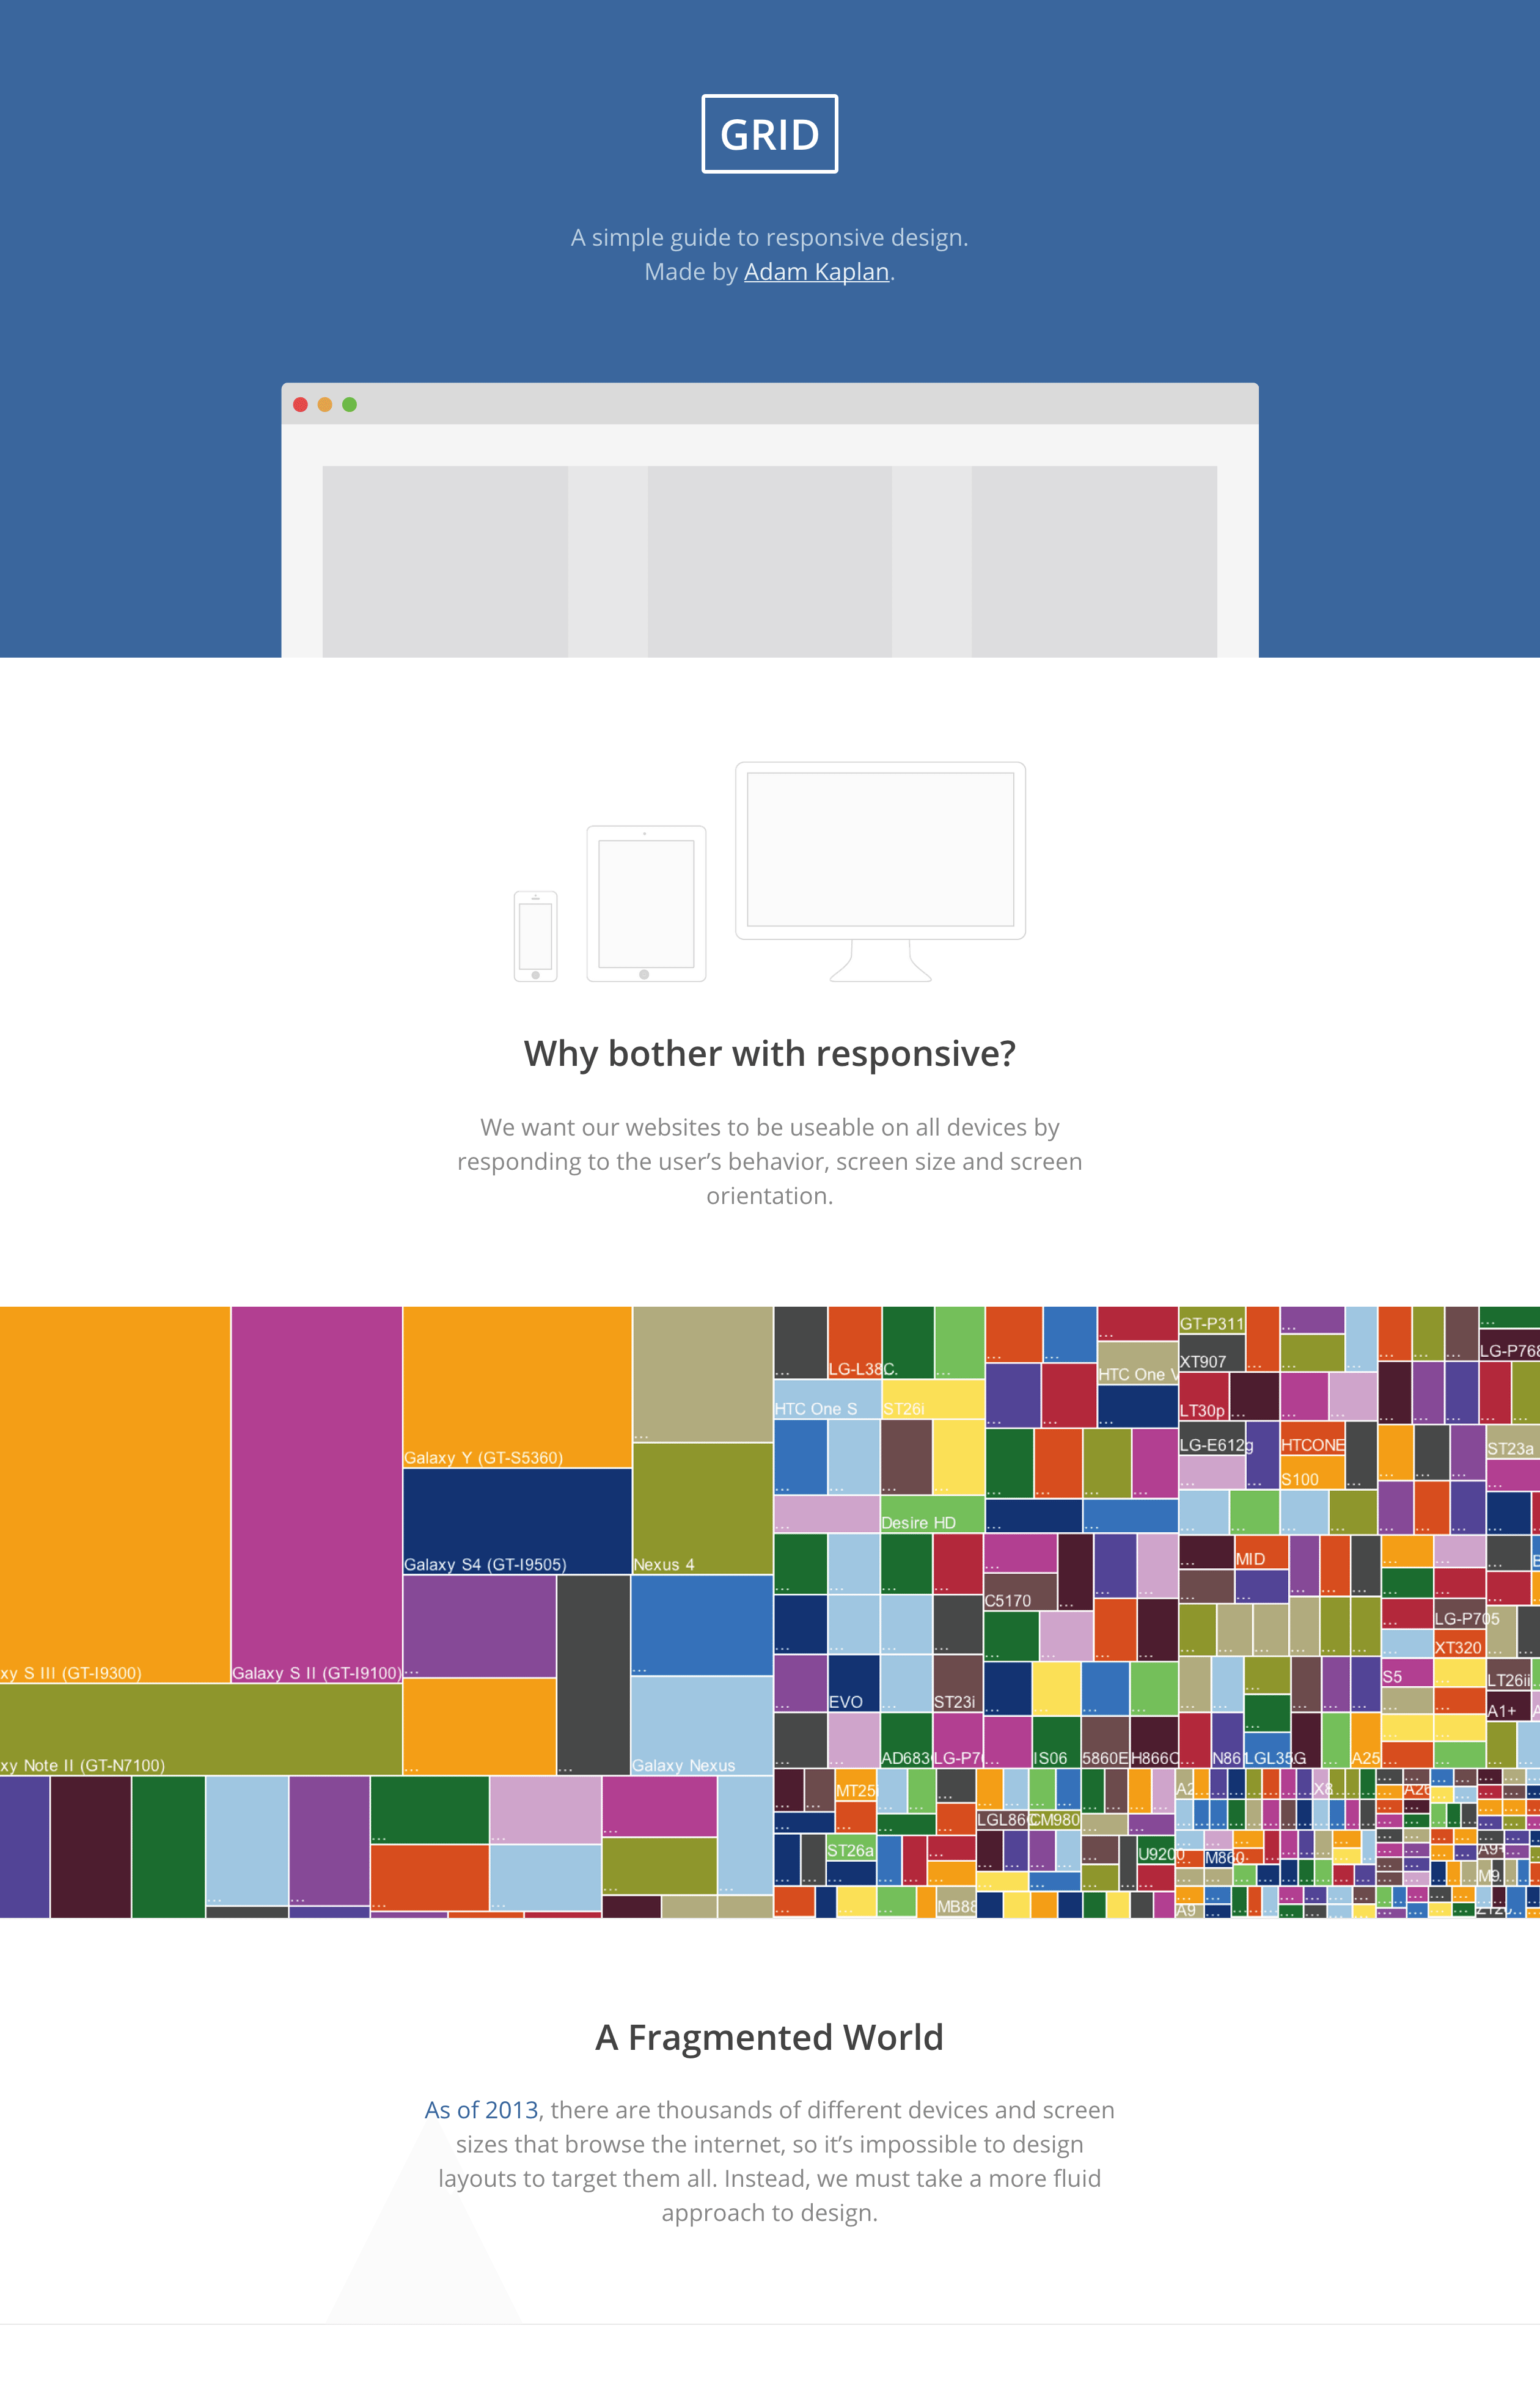 GRID
A simple guide to responsive design.
Made by Adam Kaplan.
Why bother with responsive?
We want our websites to be useable on all devices by
responding to the user’s behavior, screen size and screen
orientation.
GT-P311
LG-P768
LG-L38C.
XT907
HTC One V
HTC One S
ST26i
LT30p
Galaxy Y (GT-S5360)
LG-E612g
HTCONE
ST23a
S100
Desire HD
Galaxy S4 (GT-I9505)
Nexus 4
MID
C5170
LG-P705
XT320
xy S III (GT-I9300)
Galaxy S II (GT-I9100)
S5
LT26ii
EVO
ST23i
A1+
xy Note II (GT-N7100)
Galaxy Nexus
AD683
LG-P7
IS06
5860E
H866C
N86
LGL35G
A25
MT25i
A2
X8
A26
LGL86C
CM980
ST26a
U9200
M860
A9+
M9
MB88
A9
A Fragmented World
As of 2013, there are thousands of different devices and screen
sizes that browse the internet, so it’s impossible to design
layouts to target them all. Instead, we must take a more fluid
approach to design.